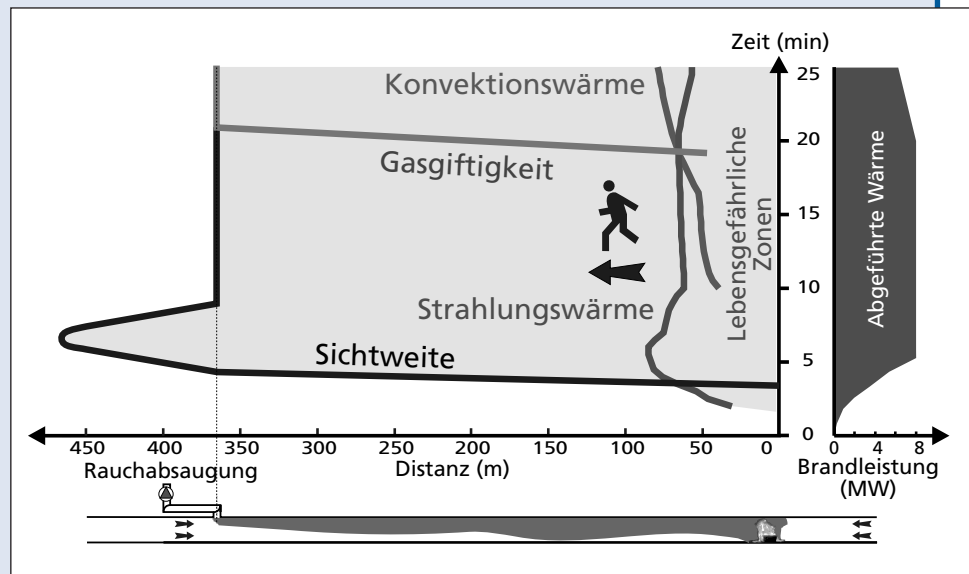 Zeit (min)
Konvektionswärme
25
Gasgiftigkeit
20
Lebensgefährliche
Zonen
15
Abgeführte Wärme
10
Strahlungswärme
Sichtweite
5
0
450 400 350 300 250 200 150 100 50 0
0 4 8
Rauchabsaugung
Distanz (m)
Brandleistung
(MW)